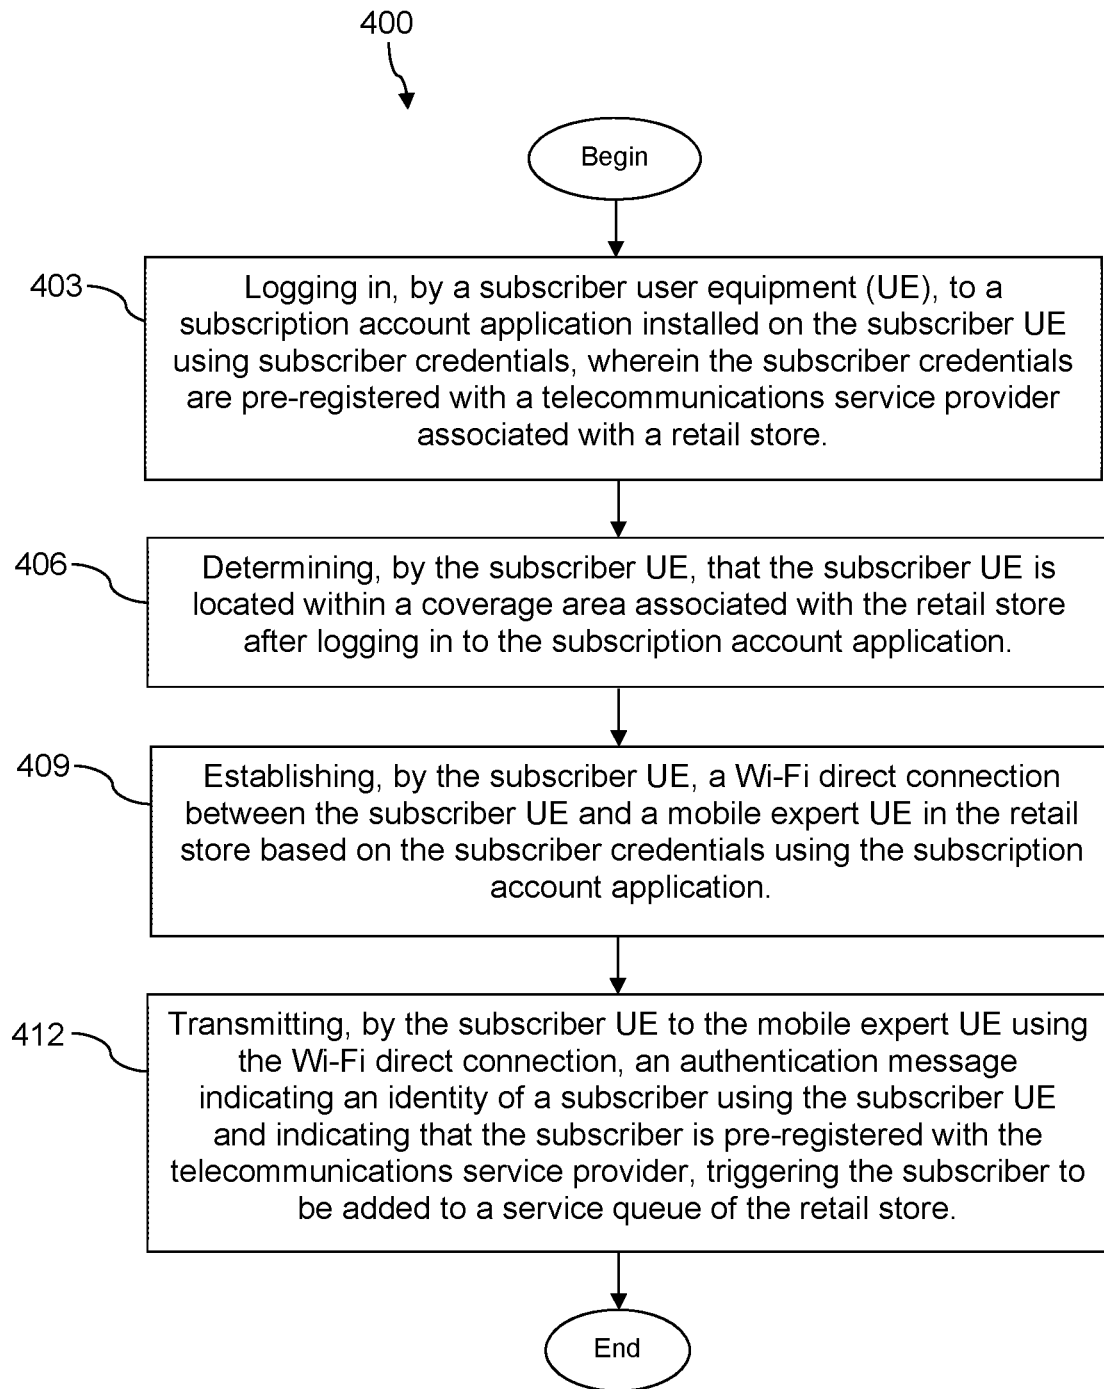 400
Begin
403
Logging in, by a subscriber user equipment (UE), to a
subscription account application installed on the subscriber UE
using subscriber credentials, wherein the subscriber credentials
are pre-registered with a telecommunications service provider
associated with a retail store.
406
Determining, by the subscriber UE, that the subscriber UE is
located within a coverage area associated with the retail store
after logging in to the subscription account application.
409
Establishing, by the subscriber UE, a Wi-Fi direct connection
between the subscriber UE and a mobile expert UE in the retail
store based on the subscriber credentials using the subscription
account application.
412
Transmitting, by the subscriber UE to the mobile expert UE using
the Wi-Fi direct connection, an authentication message
indicating an identity of a subscriber using the subscriber UE
and indicating that the subscriber is pre-registered with the
telecommunications service provider, triggering the subscriber to
be added to a service queue of the retail store.
End